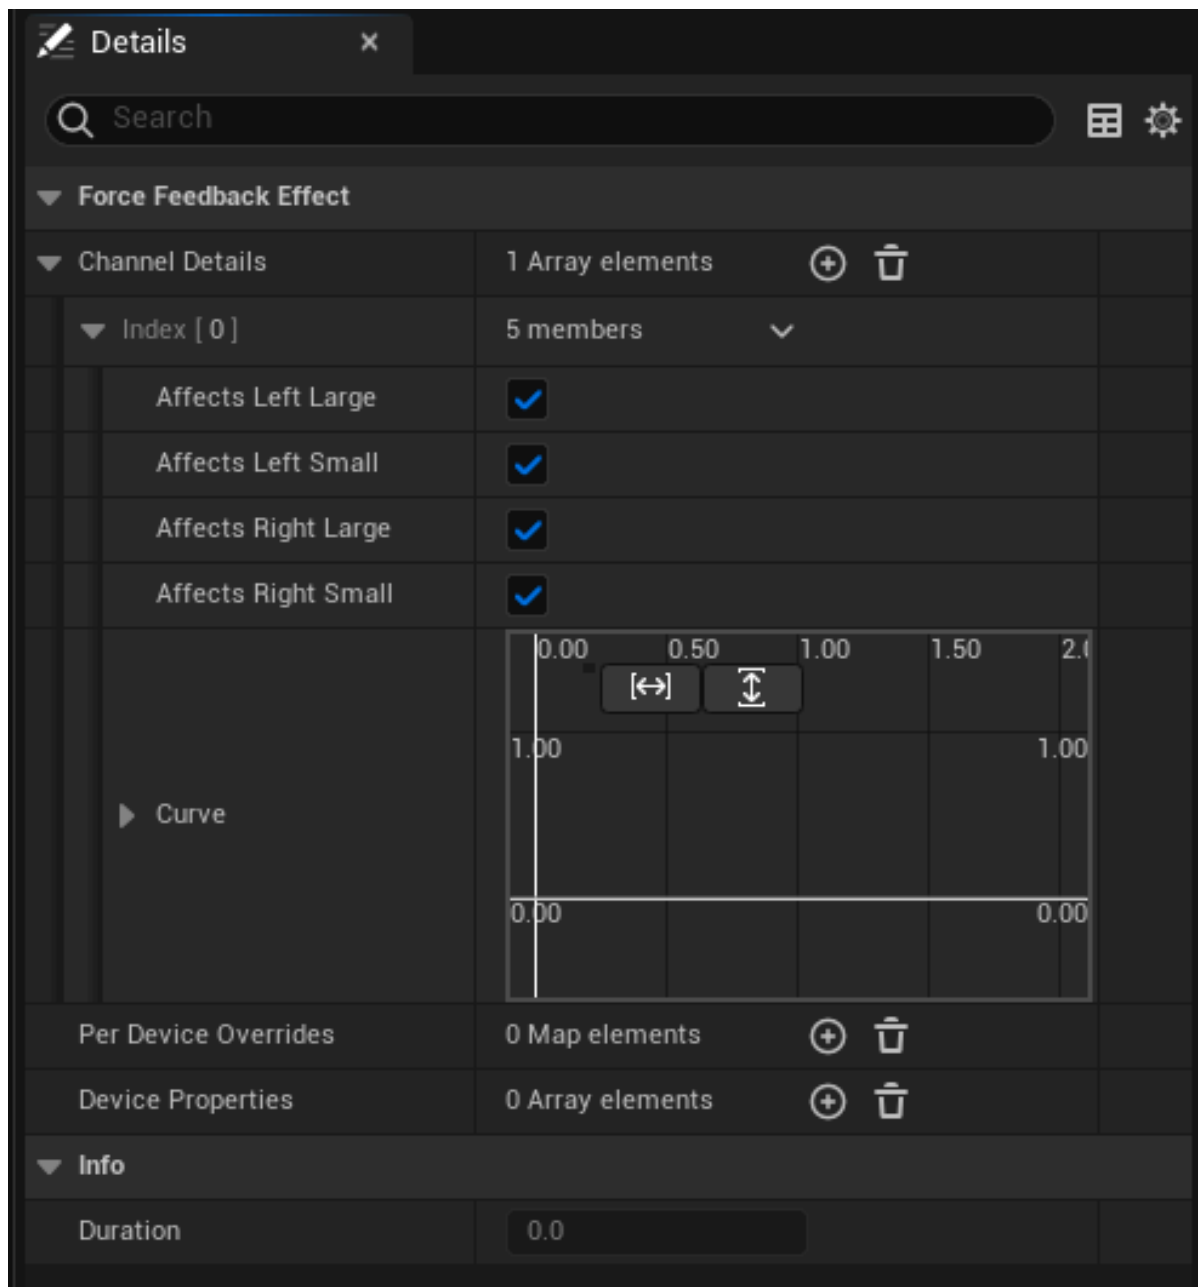 Details
Search
Force Feedback Effect
Channel Details 1 Array elements
Index [ 0 ] 5 members
Affects Left Large
Affects Left Small
Affects Right Large
Affects Right Small
0.00 0.50 1.00 1.50 2.0
1.00 1.00
Curve
0.00 0.00
Per Device Overrides 0 Map elements
Device Properties 0 Array elements
Info
Duration 0.0